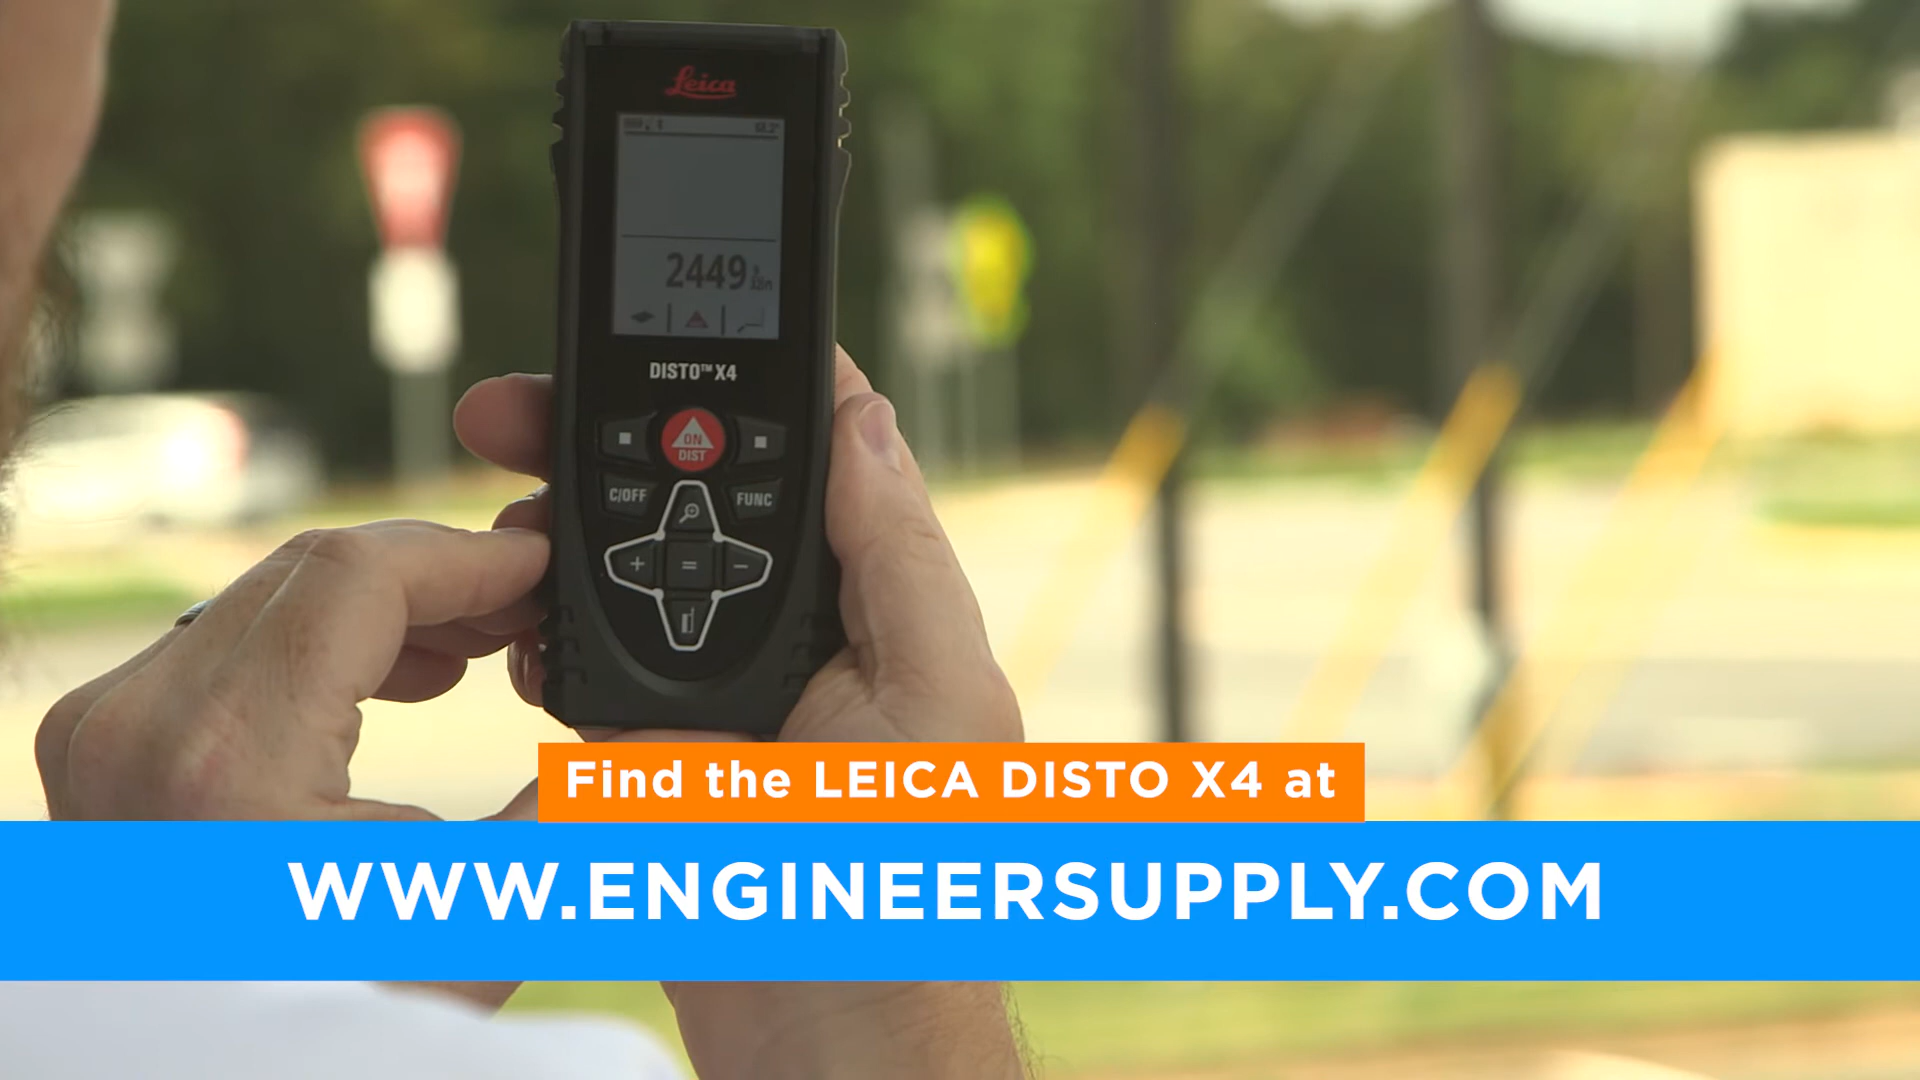 Leica
2449
DISTO™ X4
ON
DIST
C/OFF
FUNC
+ = −
Find the LEICA DISTO X4 at
WWW.ENGINEERSUPPLY.COM